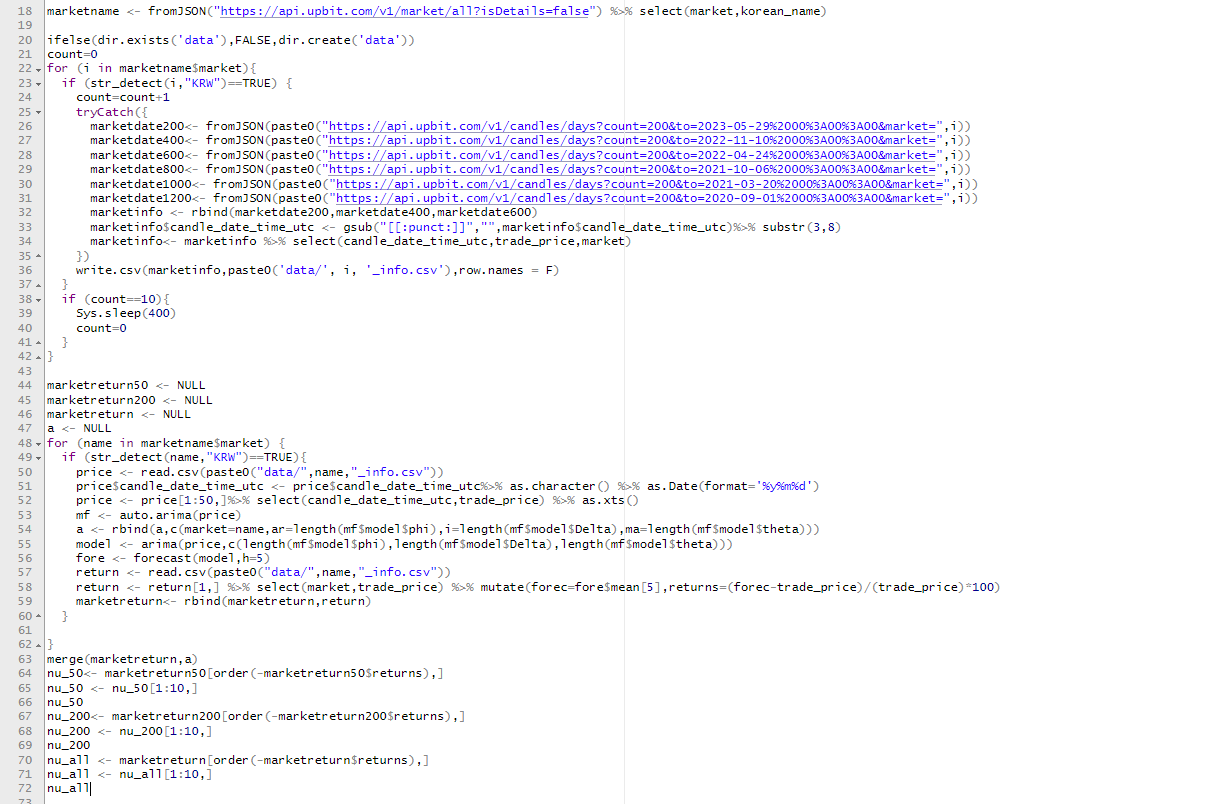 18 marketname <- fromJSON("https://api.upbit.com/v1/market/all?isDetails=false") %>% select(market,korean_name)
19
20 ifelse(dir.exists('data'),FALSE,dir.create('data'))
21 count=0
22 for (i in marketname$market){
23   if (str_detect(i,"KRW")==TRUE) {
24     count=count+1
25     tryCatch({
26       marketdate200<- fromJSON(paste0("https://api.upbit.com/v1/candles/days?count=200&to=2023-05-29%2000%3A00%3A00&market=",i))
27       marketdate400<- fromJSON(paste0("https://api.upbit.com/v1/candles/days?count=200&to=2022-11-10%2000%3A00%3A00&market=",i))
28       marketdate600<- fromJSON(paste0("https://api.upbit.com/v1/candles/days?count=200&to=2022-04-24%2000%3A00%3A00&market=",i))
29       marketdate800<- fromJSON(paste0("https://api.upbit.com/v1/candles/days?count=200&to=2021-10-06%2000%3A00%3A00&market=",i))
30       marketdate1000<- fromJSON(paste0("https://api.upbit.com/v1/candles/days?count=200&to=2021-03-20%2000%3A00%3A00&market=",i))
31       marketdate1200<- fromJSON(paste0("https://api.upbit.com/v1/candles/days?count=200&to=2020-09-01%2000%3A00%3A00&market=",i))
32       marketinfo <- rbind(marketdate200,marketdate400,marketdate600)
33       marketinfo$candle_date_time_utc <- gsub("[[:punct:]]","",marketinfo$candle_date_time_utc)%>% substr(3,8)
34       marketinfo<- marketinfo %>% select(candle_date_time_utc,trade_price,market)
35     })
36     write.csv(marketinfo,paste0('data/', i, '_info.csv'),row.names = F)
37   }
38   if (count==10){
39     Sys.sleep(400)
40     count=0
41   }
42 }
43
44 marketreturn50 <- NULL
45 marketreturn200 <- NULL
46 marketreturn <- NULL
47 a <- NULL
48 for (name in marketname$market) {
49   if (str_detect(name,"KRW")==TRUE){
50     price <- read.csv(paste0("data/",name,"_info.csv"))
51     price$candle_date_time_utc <- price$candle_date_time_utc%>% as.character() %>% as.Date(format='%y%m%d')
52     price <- price[1:50,]%>% select(candle_date_time_utc,trade_price) %>% as.xts()
53     mf <- auto.arima(price)
54     a <- rbind(a,c(market=name,ar=length(mf$model$phi),i=length(mf$model$Delta),ma=length(mf$model$theta)))
55     model <- arima(price,c(length(mf$model$phi),length(mf$model$Delta),length(mf$model$theta)))
56     fore <- forecast(model,h=5)
57     return <- read.csv(paste0("data/",name,"_info.csv"))
58     return <- return[1,] %>% select(market,trade_price) %>% mutate(forec=fore$mean[5],returns=(forec-trade_price)/(trade_price)*100)
59     marketreturn<- rbind(marketreturn,return)
60   }
61
62 }
63 merge(marketreturn,a)
64 nu_50<- marketreturn50[order(-marketreturn50$returns),]
65 nu_50 <- nu_50[1:10,]
66 nu_50
67 nu_200<- marketreturn200[order(-marketreturn200$returns),]
68 nu_200 <- nu_200[1:10,]
69 nu_200
70 nu_all <- marketreturn[order(-marketreturn$returns),]
71 nu_all <- nu_all[1:10,]
72 nu_all
73